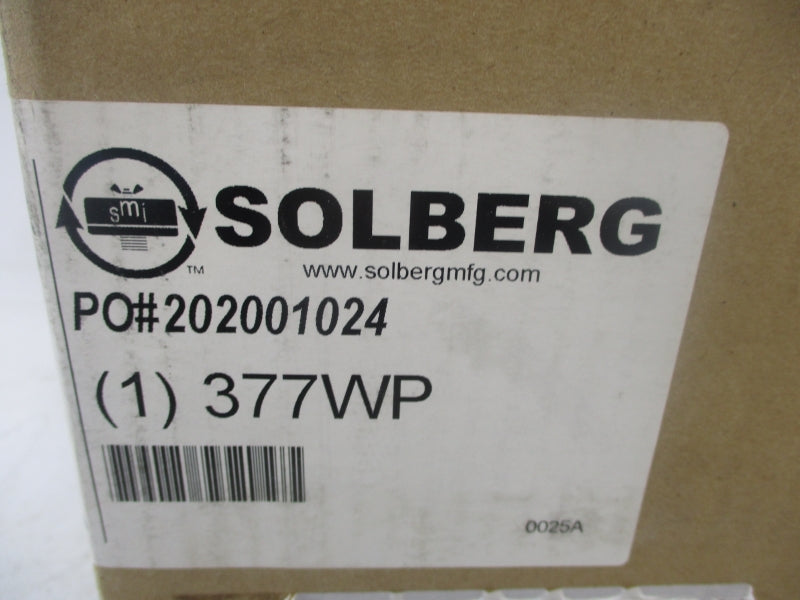 smi
SOLBERG
TM
www.solbergmfg.com
PO#202001024
(1) 377WP
0025A